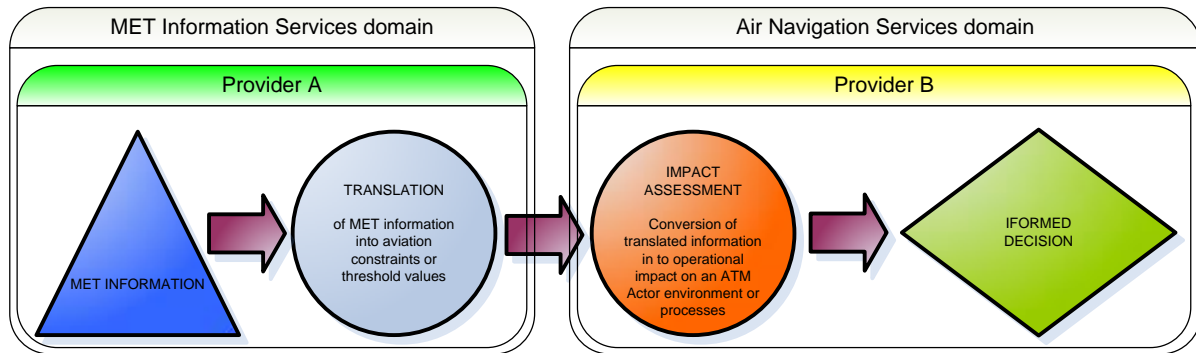 MET Information Services domain
Air Navigation Services domain
Provider A
Provider B
MET INFORMATION
TRANSLATION
of MET information
into aviation
constraints or
threshold values
IMPACT
ASSESSMENT
Conversion of
translated information
in to operational
impact on an ATM
Actor environment or
processes
IFORMED
DECISION